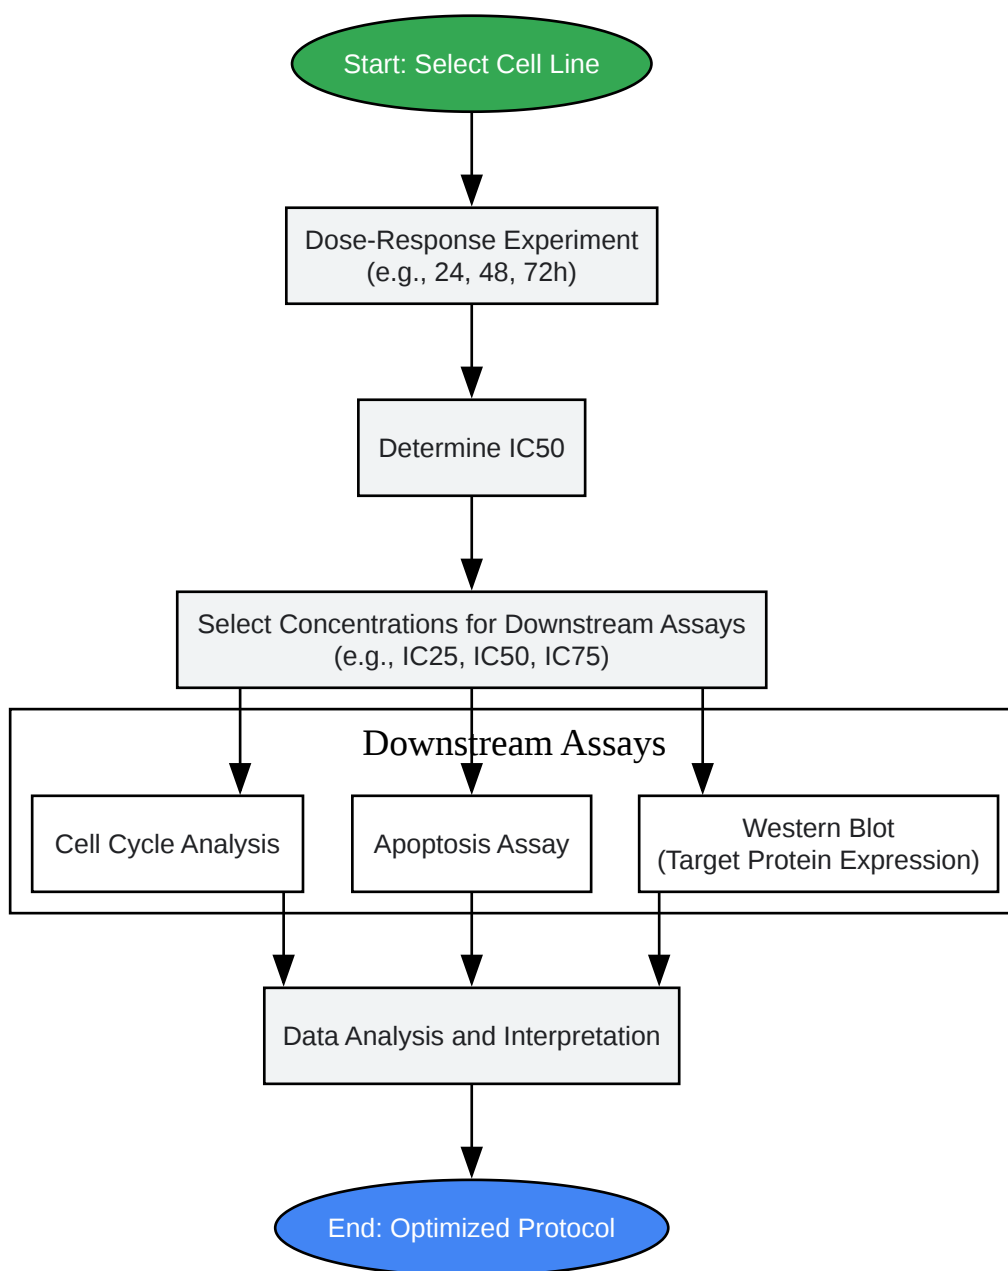 Start: Select Cell Line
Dose-Response Experiment
(e.g., 24, 48, 72h)
Determine IC50
Select Concentrations for Downstream Assays
(e.g., IC25, IC50, IC75)
Downstream Assays
Cell Cycle Analysis
Apoptosis Assay
Western Blot
(Target Protein Expression)
Data Analysis and Interpretation
End: Optimized Protocol